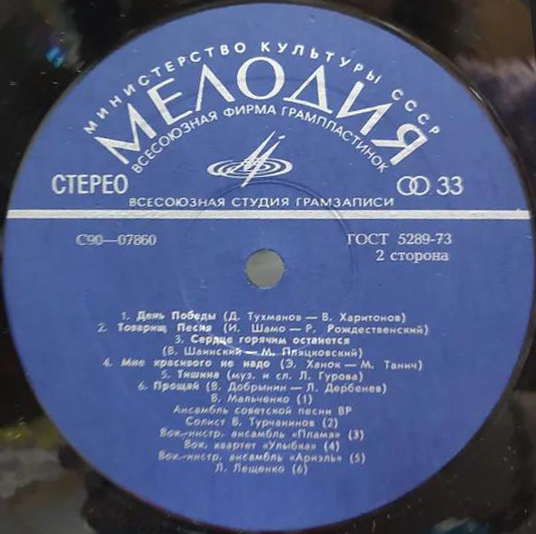 МИНИСТЕРСТВО КУЛЬТУРЫ СССР
МЕЛОДИЯ
ВСЕСОЮЗНАЯ ФИРМА ГРАМПЛАСТИНОК
СТЕРЕО
33
ВСЕСОЮЗНАЯ СТУДИЯ ГРАМЗАПИСИ
С90—07860
ГОСТ 5289-73
2 сторона
1. День Победы (Д. Тухманов — В. Харитонов)
2. Товарищ Песня (И. Шамо — Р. Рождественский)
3. Сердце горячим останется
(В. Шаинский — М. Пляцковский)
4. Мне красивого не надо (Э. Ханок — М. Танич)
5. Тишина (муз. и сл. Л. Гурова)
6. Прощай (В. Добрынин — Л. Дербенев)
В. Мальченко (1)
Ансамбль советской песни ВР
Солист В. Турчанинов (2)
Вок.-инстр. ансамбль «Пламя» (3)
Вок. квартет «Улыбка» (4)
Вок.-инстр. ансамбль «Ариэль» (5)
Л. Лещенко (6)